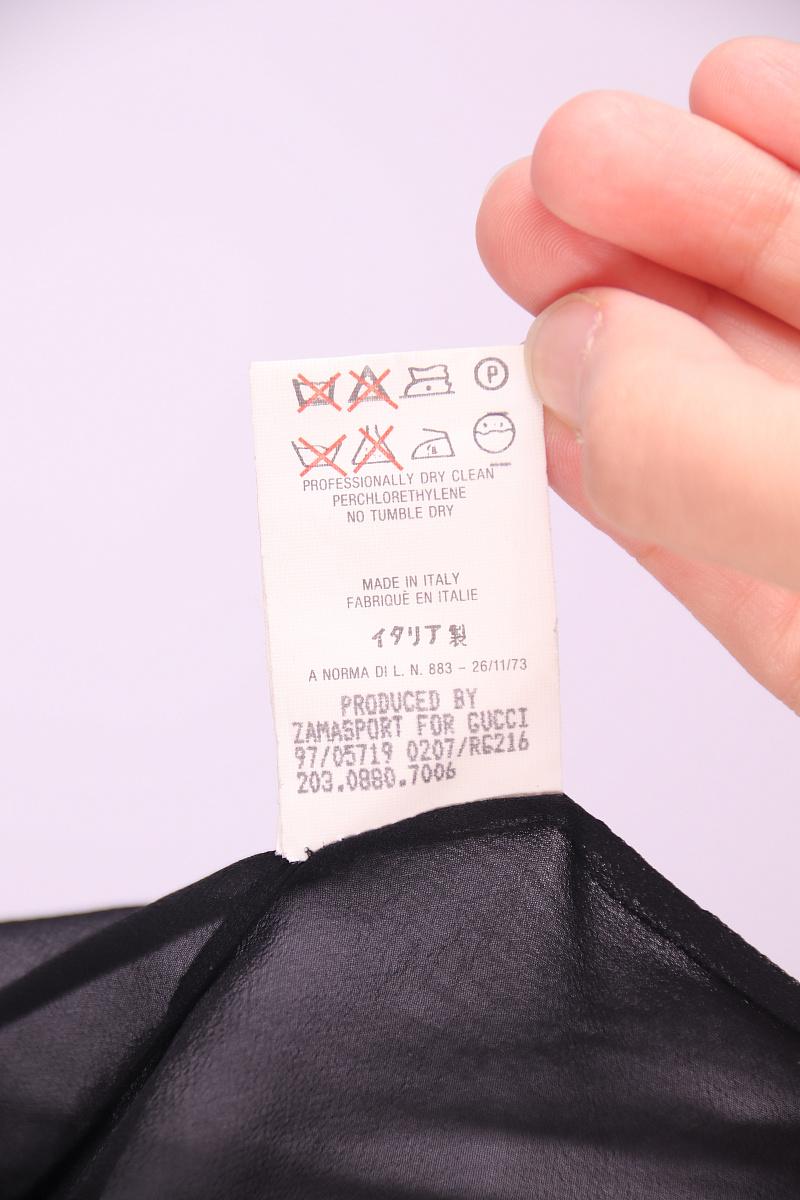 P
PROFESSIONALLY DRY CLEAN
PERCHLORETHYLENE
NO TUMBLE DRY
MADE IN ITALY
FABRIQUÈ EN ITALIE
イタリア製
A NORMA DI L. N. 883 - 26/11/73
PRODUCED BY
ZAMASPORT FOR GUCCI
97/05719 0207/RG216
203.0880.7006